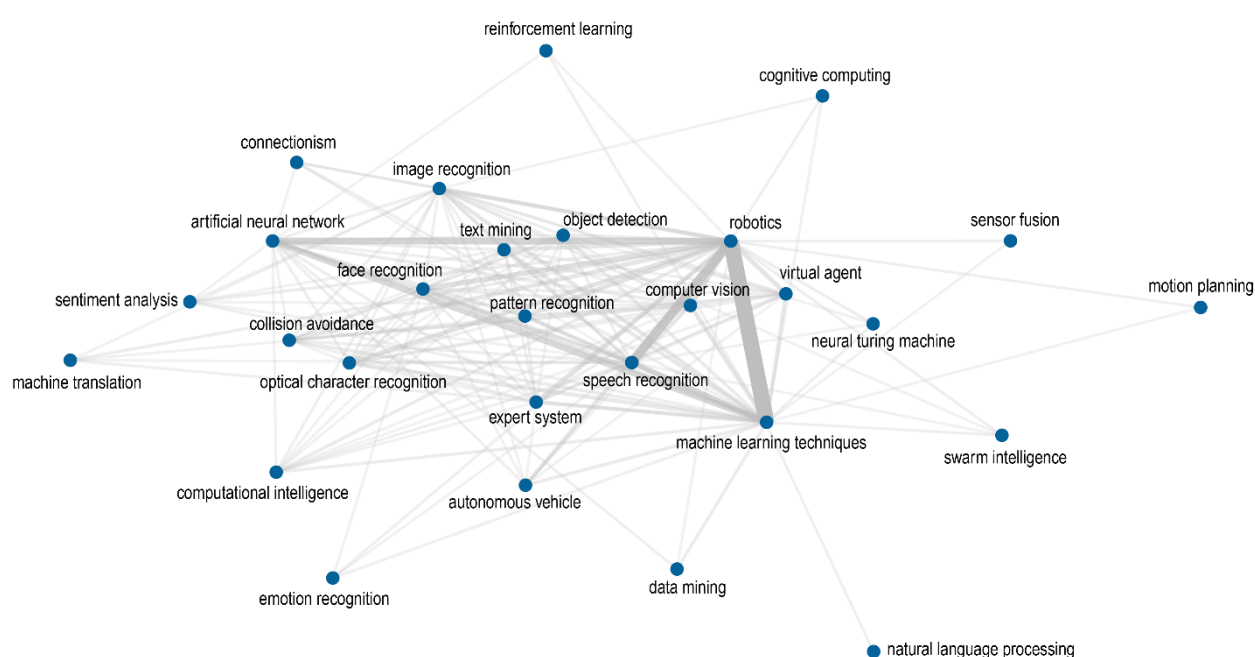 reinforcement learning
cognitive computing
connectionism
image recognition
artificial neural network
text mining
object detection
robotics
sensor fusion
face recognition
virtual agent
sentiment analysis
pattern recognition
computer vision
motion planning
collision avoidance
neural turing machine
machine translation
optical character recognition
speech recognition
expert system
machine learning techniques
swarm intelligence
computational intelligence
autonomous vehicle
emotion recognition
data mining
natural language processing